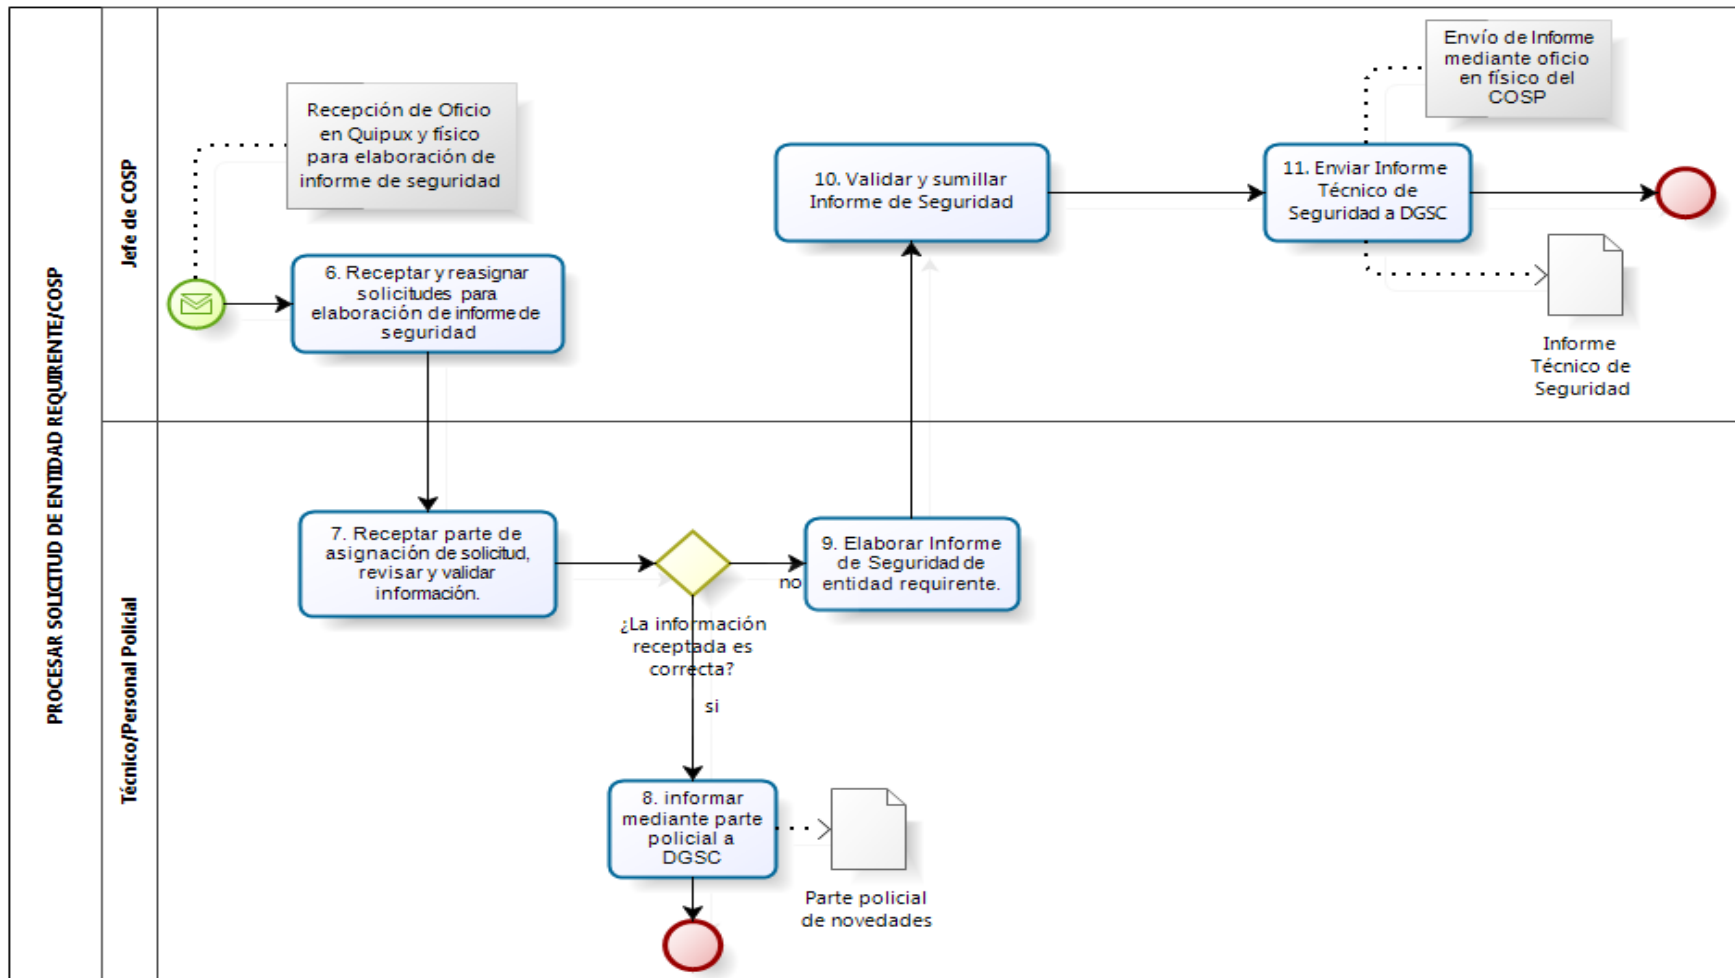 PROCESAR SOLICITUD DE ENTIDAD REQUIRENTE/COSP
Jefe de COSP
Recepción de Oficio
en Quipux y físico
para elaboración de
informe de seguridad
6. Receptar y reasignar
solicitudes para
elaboración de informe de
seguridad
10. Validar y sumillar
Informe de Seguridad
Envío de Informe
mediante oficio
en físico del
COSP
11. Enviar Informe
Técnico de
Seguridad a DGSC
Informe
Técnico de
Seguridad
Técnico/Personal Policial
7. Receptar parte de
asignación de solicitud,
revisar y validar
información.
¿La información
receptada es
correcta?
no
si
9. Elaborar Informe
de Seguridad de
entidad requirente.
8. informar
mediante parte
policial a
DGSC
Parte policial
de novedades